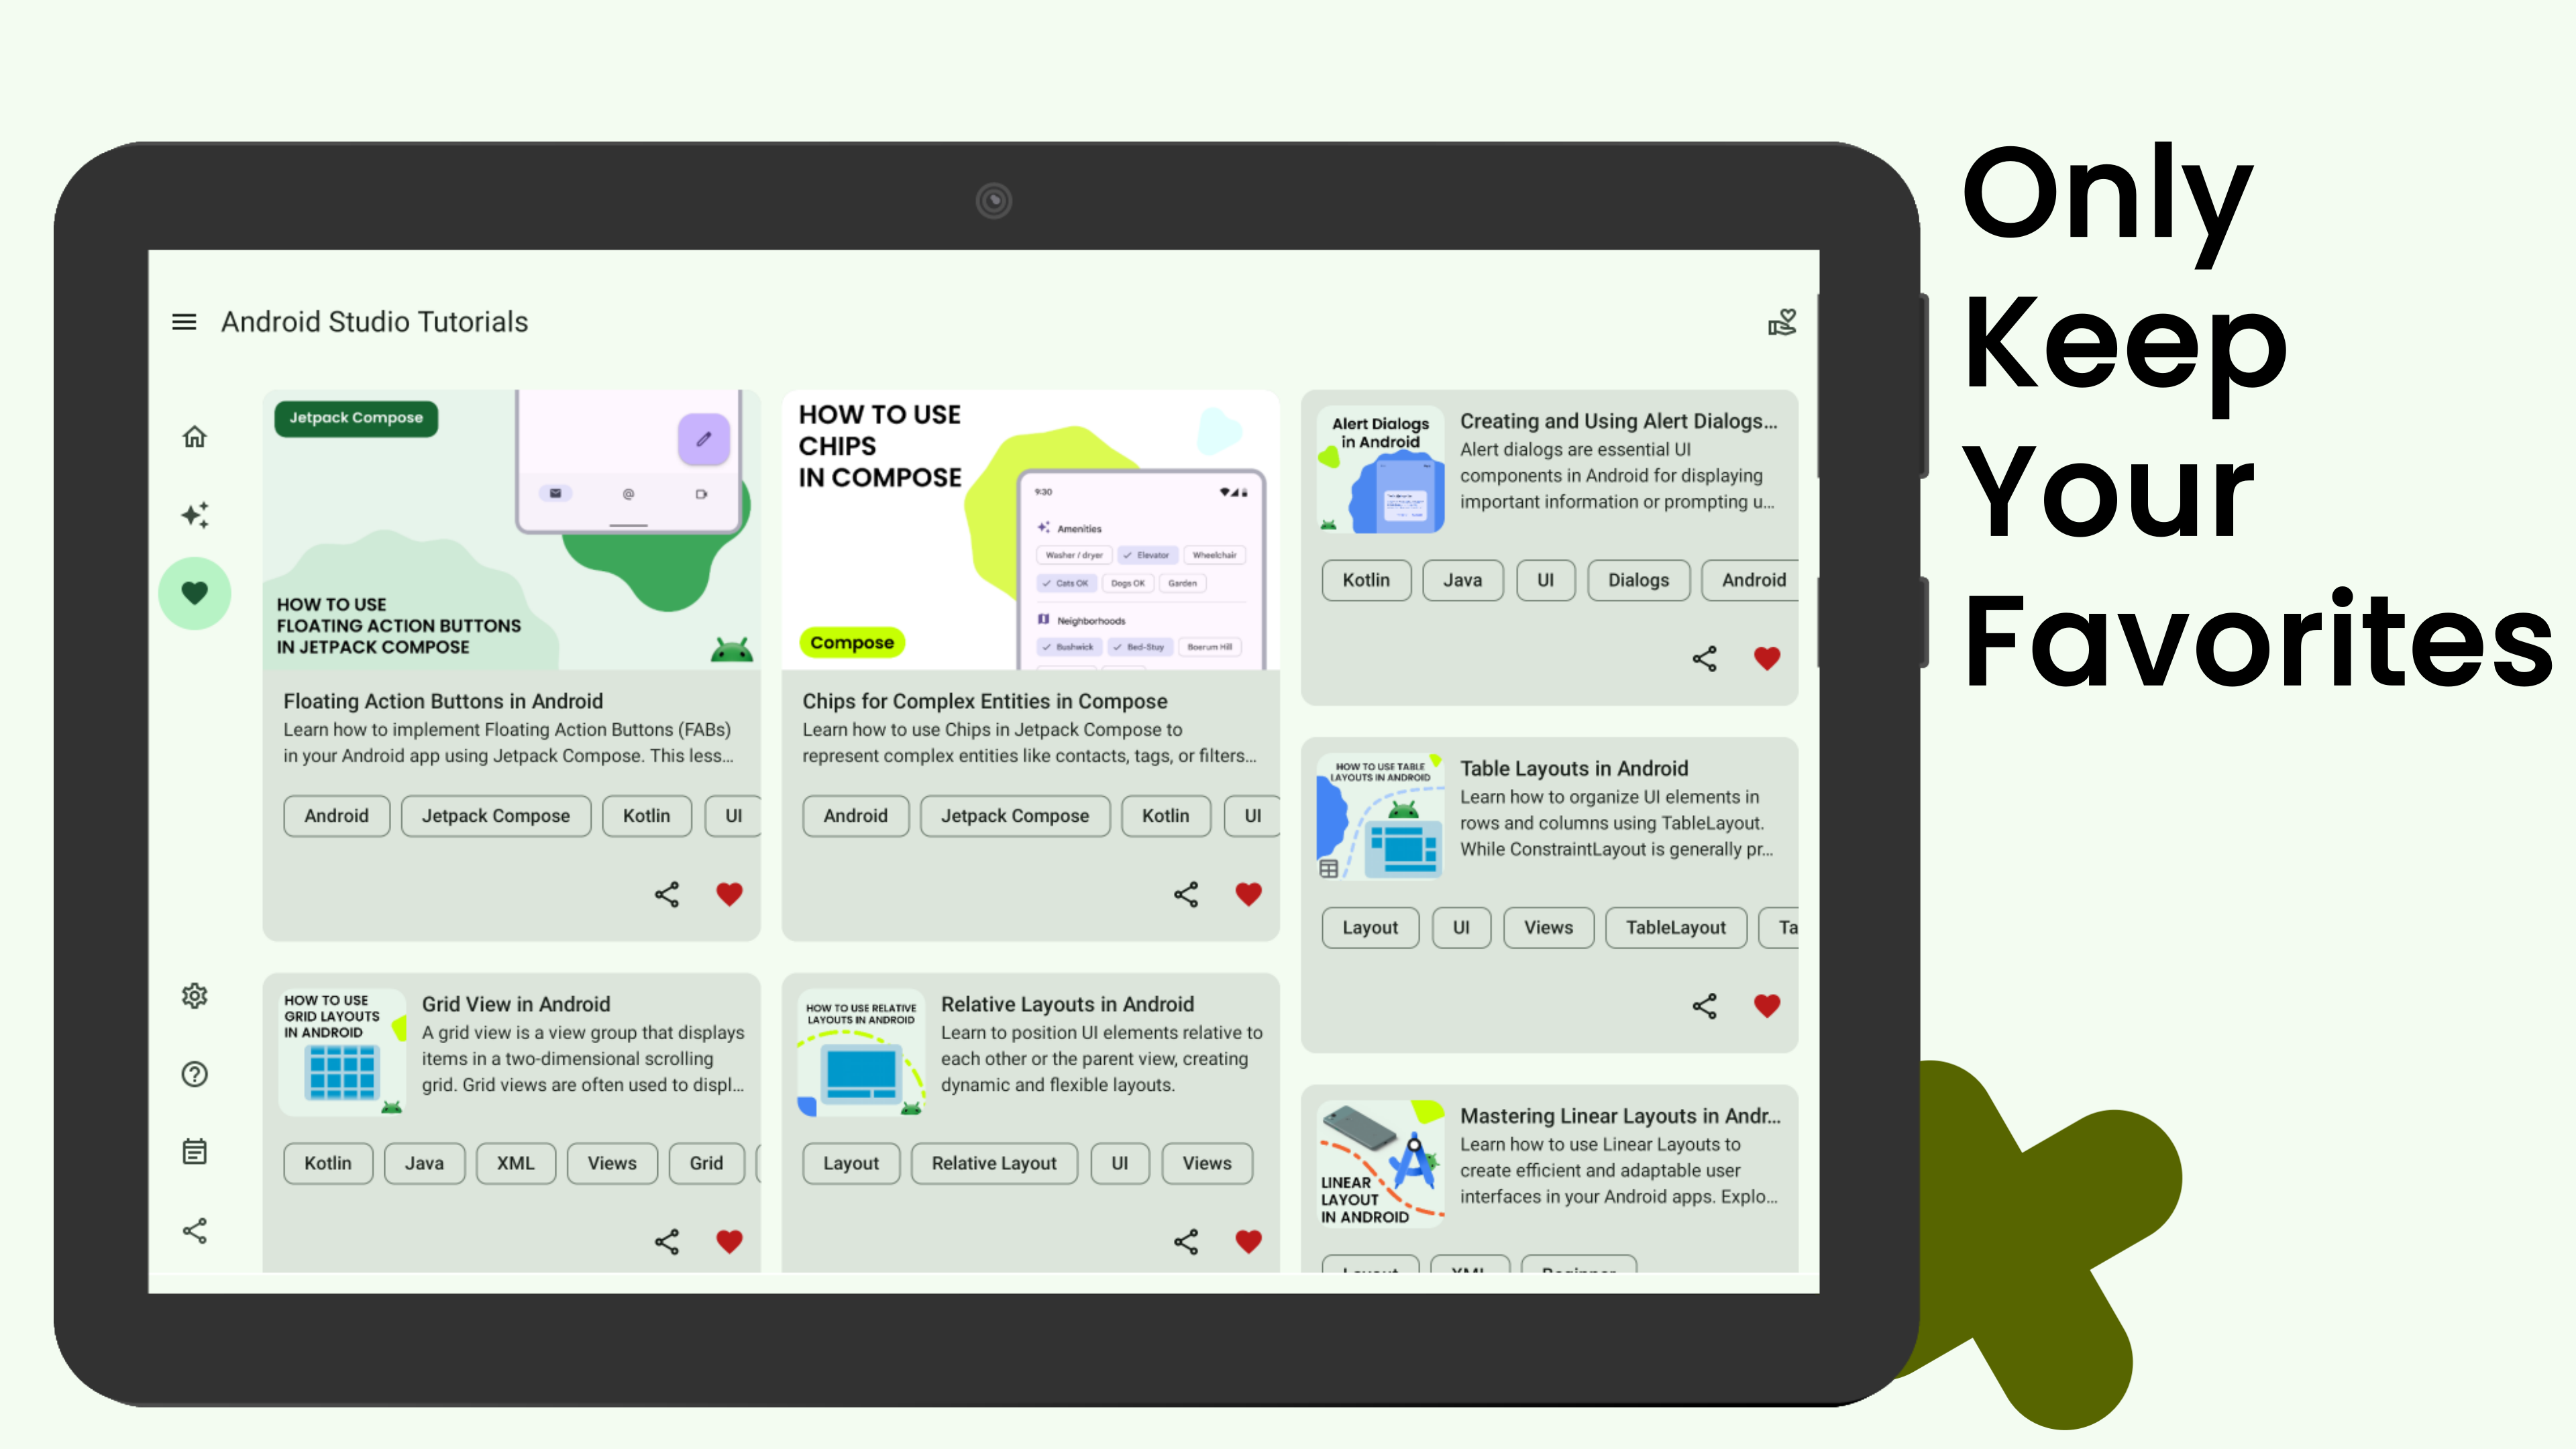 Only
Keep
Your
Favorites
Android Studio Tutorials
Jetpack Compose
HOW TO USE
FLOATING ACTION BUTTONS
IN JETPACK COMPOSE
Floating Action Buttons in Android
Learn how to implement Floating Action Buttons (FABs)
in your Android app using Jetpack Compose. This less...
Android Jetpack Compose Kotlin UI
HOW TO USE
CHIPS
IN COMPOSE
9:30
Amenities
Washer / dryer Elevator Wheelchair
Cats OK Dogs OK Garden
Neighborhoods
Bushwick Bed-Stuy Boerum Hill
Compose
Chips for Complex Entities in Compose
Learn how to use Chips in Jetpack Compose to
represent complex entities like contacts, tags, or filters...
Android Jetpack Compose Kotlin UI
Alert Dialogs
in Android
Creating and Using Alert Dialogs...
Alert dialogs are essential UI
components in Android for displaying
important information or prompting u...
Kotlin Java UI Dialogs Android
HOW TO USE TABLE
LAYOUTS IN ANDROID
Table Layouts in Android
Learn how to organize UI elements in
rows and columns using TableLayout.
While ConstraintLayout is generally pr...
Layout UI Views TableLayout Ta
HOW TO USE
GRID LAYOUTS
IN ANDROID
Grid View in Android
A grid view is a view group that displays
items in a two-dimensional scrolling
grid. Grid views are often used to displ...
Kotlin Java XML Views Grid
HOW TO USE RELATIVE
LAYOUTS IN ANDROID
Relative Layouts in Android
Learn to position UI elements relative to
each other or the parent view, creating
dynamic and flexible layouts.
Layout Relative Layout UI Views
LINEAR
LAYOUT
IN ANDROID
Mastering Linear Layouts in Andr...
Learn how to use Linear Layouts to
create efficient and adaptable user
interfaces in your Android apps. Explo...
Layout XML Beginner